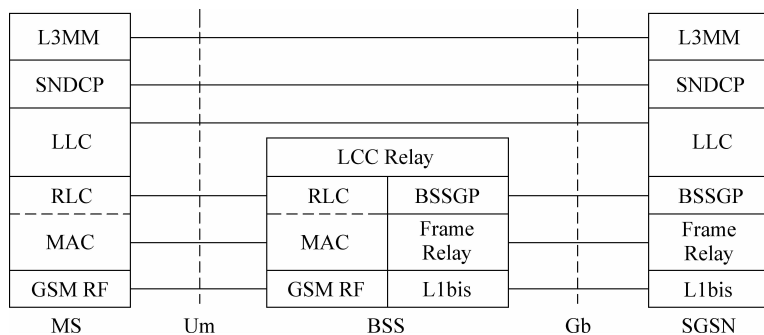 L3MM
L3MM
SNDCP
SNDCP
LLC
LLC
LCC Relay
RLC
RLC
BSSGP
BSSGP
MAC
MAC
Frame
Relay
Frame
Relay
GSM RF
GSM RF
L1bis
L1bis
MS
Um
BSS
Gb
SGSN